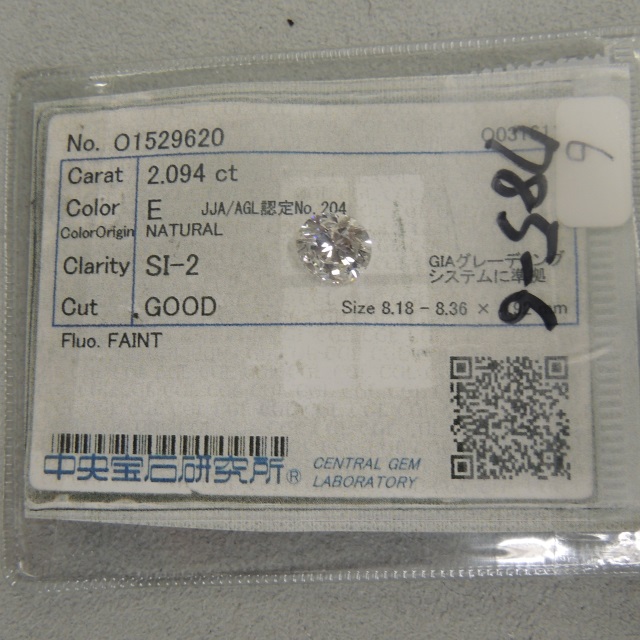 No. O1529620
Carat 2.094 ct
Color E JJA/AGL認定No.204
ColorOrigin NATURAL
Clarity SI-2 GIAグレーディング
システムに準拠
Cut GOOD Size 8.18 - 8.36 ×
Fluo. FAINT
中央宝石研究所® CENTRAL GEM
LABORATORY